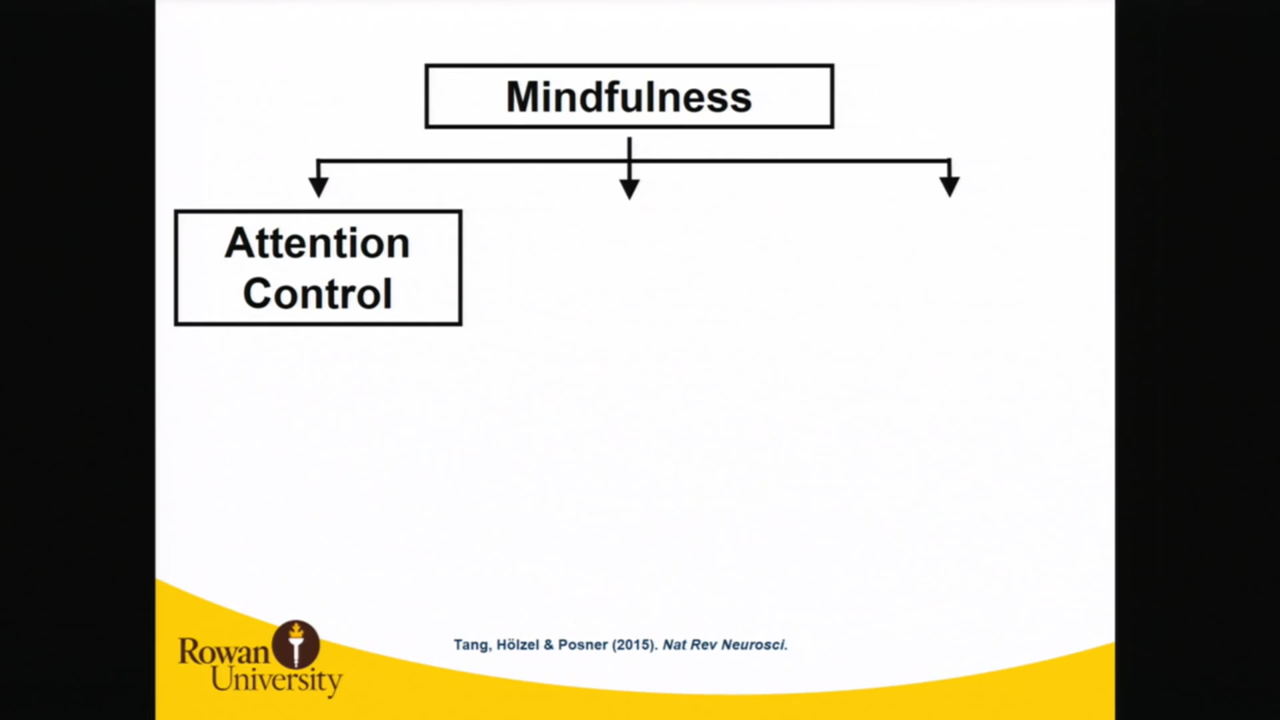 Mindfulness
Attention
Control
Tang, Hölzel & Posner (2015). Nat Rev Neurosci.
Rowan
University